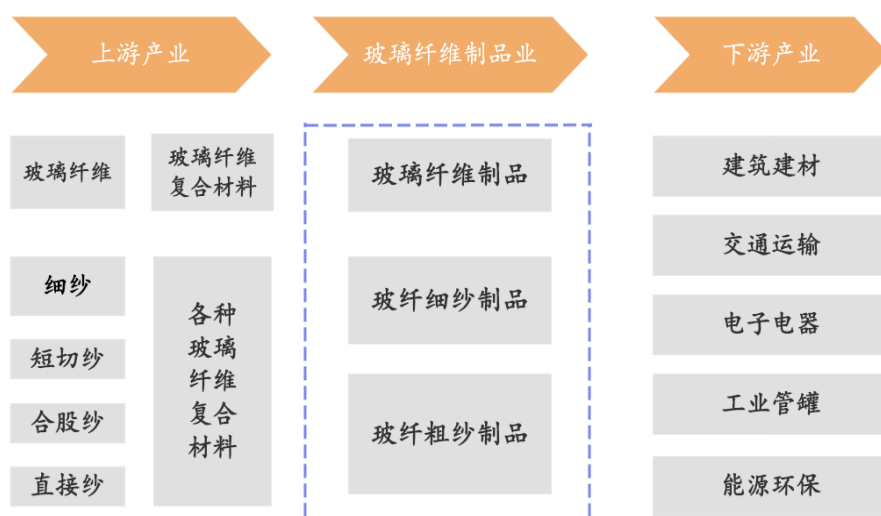 上游产业
玻璃纤维制品业
下游产业
玻璃纤维
玻璃纤维
复合材料
细纱
短切纱
合股纱
直接纱
各种
玻璃
纤维
复合
材料
玻璃纤维制品
玻纤细纱制品
玻纤粗纱制品
建筑建材
交通运输
电子电器
工业管罐
能源环保